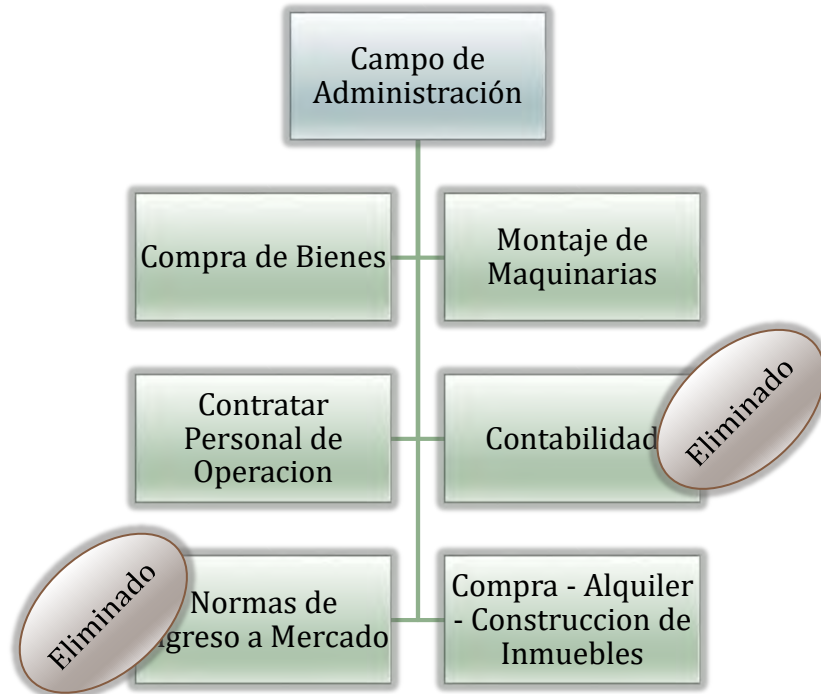 Campo de
Administración
Compra de Bienes
Montaje de
Maquinarias
Contratar
Personal de
Operacion
Contabilidad
Eliminado
Eliminado
Normas de
Ingreso a Mercado
Compra - Alquiler
- Construccion de
Inmuebles